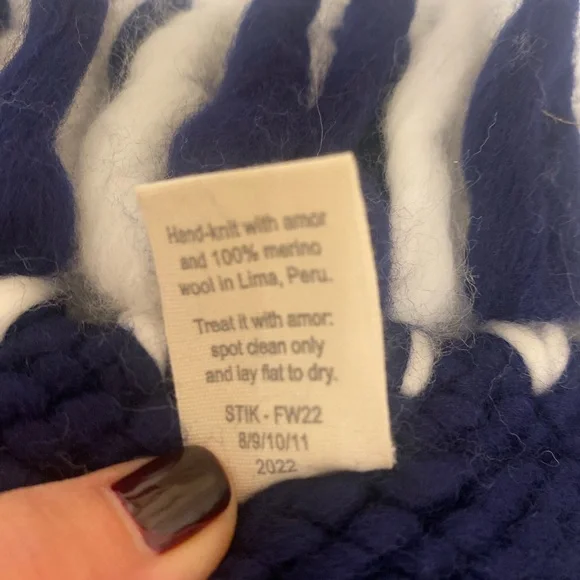 Hand-knit with amor
and 100% merino
wool in Lima, Peru.
Treat it with amor:
spot clean only
and lay flat to dry.
STIK - FW22
8/9/10/11
2022